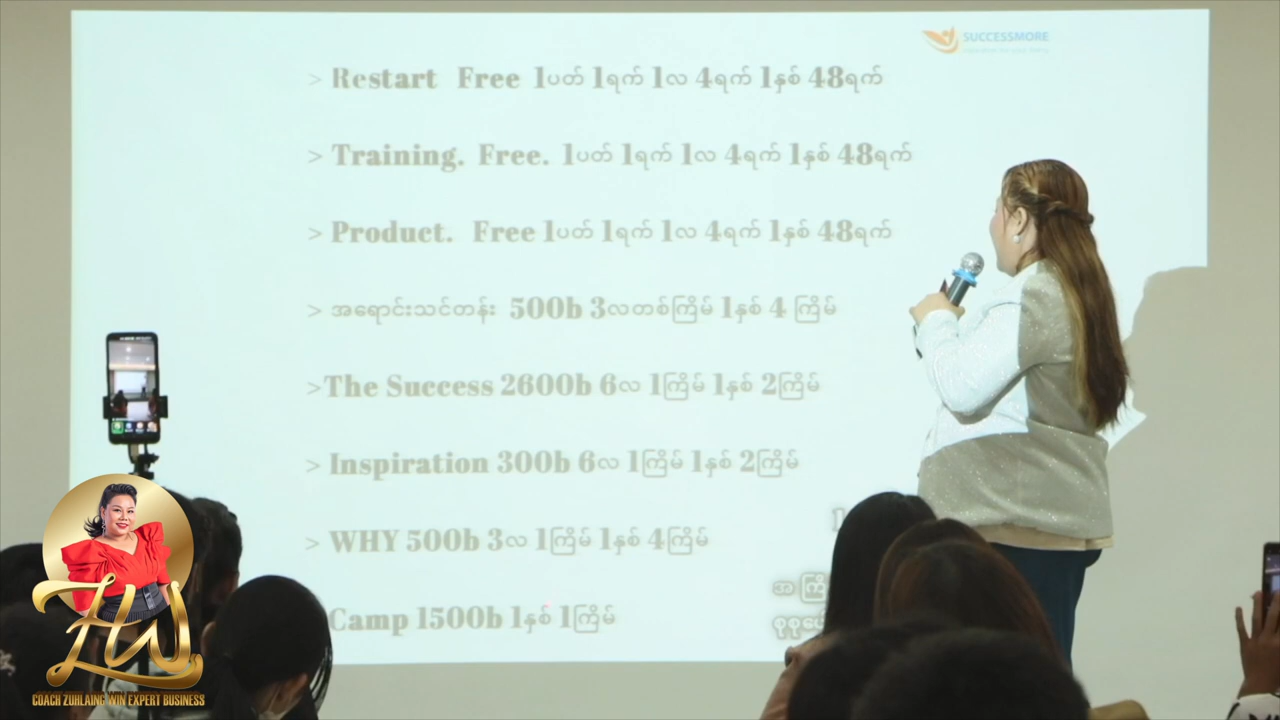 SUCCESSMORE
> Restart Free 1ပတ် 1ရက် 1လ 4ရက် 1နှစ် 48ရက်
> Training. Free. 1ပတ် 1ရက် 1လ 4ရက် 1နှစ် 48ရက်
> Product. Free 1ပတ် 1ရက် 1လ 4ရက် 1နှစ် 48ရက်
> အရောင်းသင်တန်း 500b 3လတစ်ကြိမ် 1နှစ် 4 ကြိမ်
>The Success 2600b 6လ 1ကြိမ် 1နှစ် 2ကြိမ်
> Inspiration 300b 6လ 1ကြိမ် 1နှစ် 2ကြိမ်
> WHY 500b 3လ 1ကြိမ် 1နှစ် 4ကြိမ်
Camp 1500b 1နှစ် 1ကြိမ်
ZW
COACH ZUHLAING WIN EXPERT BUSINESS